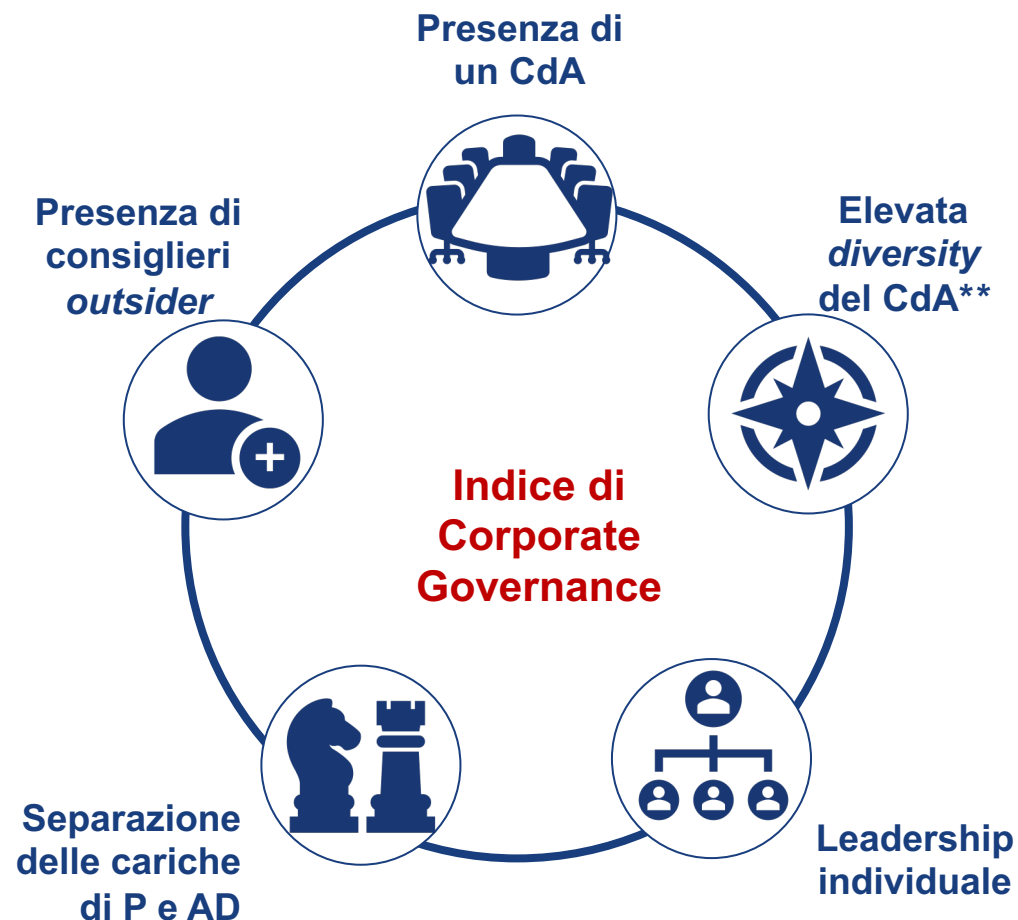 Presenza di
un CdA
Presenza di
consiglieri
outsider
Elevata
diversity
del CdA**
Indice di
Corporate
Governance
Separazione
delle cariche
di P e AD
Leadership
individuale